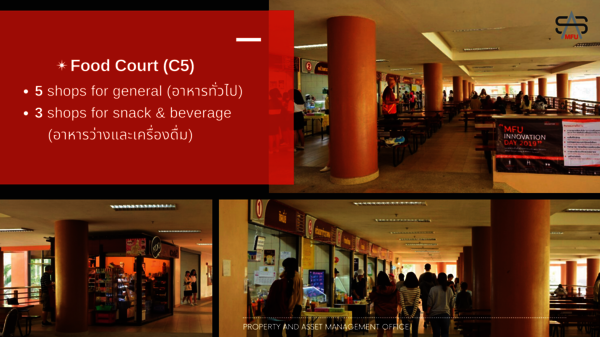 ✴ Food Court (C5)
• 5 shops for general (อาหารทั่วไป)
• 3 shops for snack & beverage
(อาหารว่างและเครื่องดื่ม)
MFU
MFU
INNOVATION
DAY 2019
PROPERTY AND ASSET MANAGEMENT OFFICE